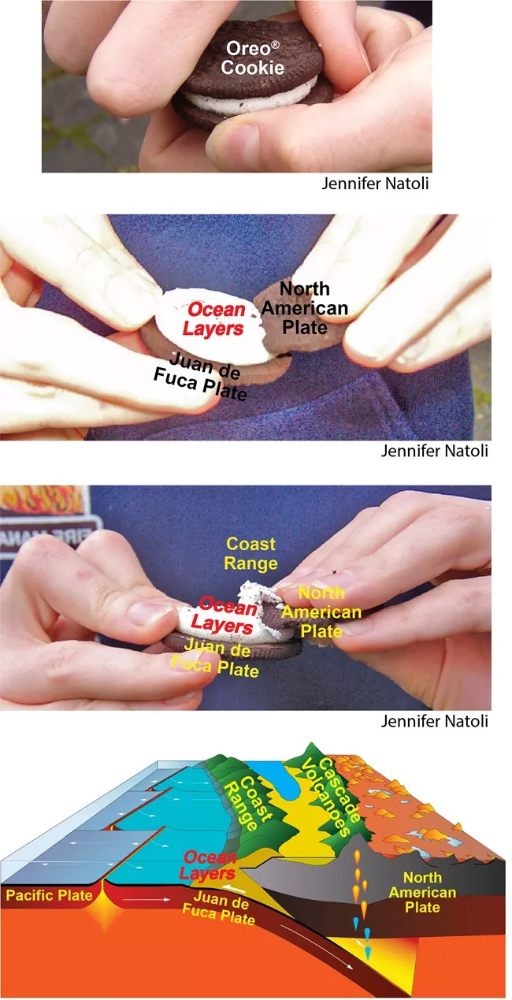 Oreo®
Cookie
Jennifer Natoli
North
American
Plate
Ocean
Layers
Juan de
Fuca Plate
Jennifer Natoli
Coast
Range
Ocean
Layers
North
American
Plate
Juan de
Fuca Plate
Jennifer Natoli
Coast
Range
Cascade
Volcanoes
Ocean
Layers
Pacific Plate
Juan de
Fuca Plate
North
American
Plate